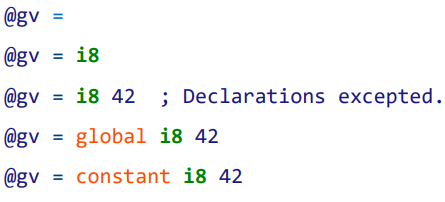 @gv =
@gv = i8
@gv = i8 42 ; Declarations excepted.
@gv = global i8 42
@gv = constant i8 42